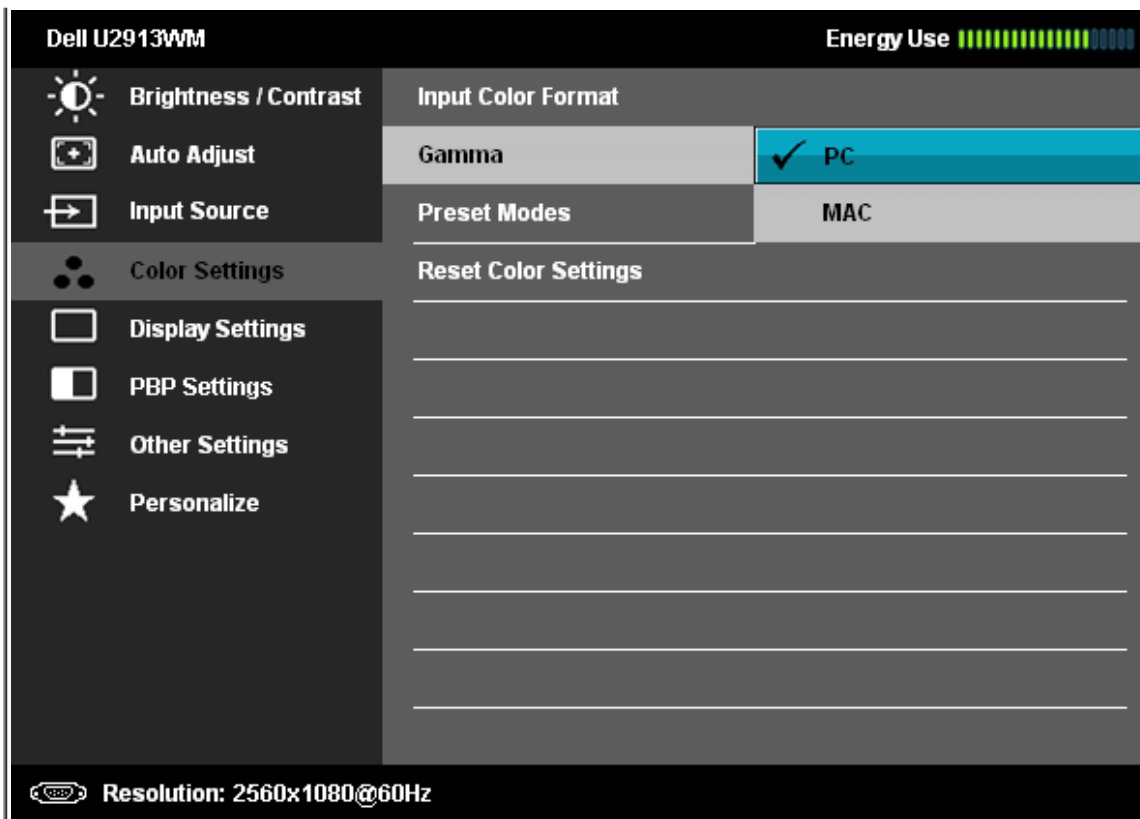 Dell U2913WM
Energy Use
Brightness / Contrast
Input Color Format
Auto Adjust
Gamma
PC
Input Source
Preset Modes
MAC
Color Settings
Reset Color Settings
Display Settings
PBP Settings
Other Settings
Personalize
Resolution: 2560x1080@60Hz